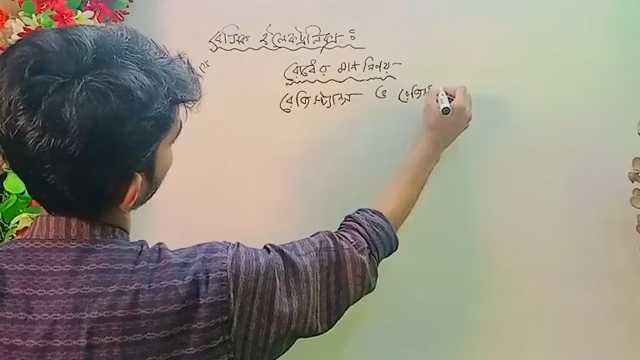 বেসিক ইলেকট্রনিক্স :
রোধের মান নির্ণয়-
রেজিস্ট্যান্স ও রেজি